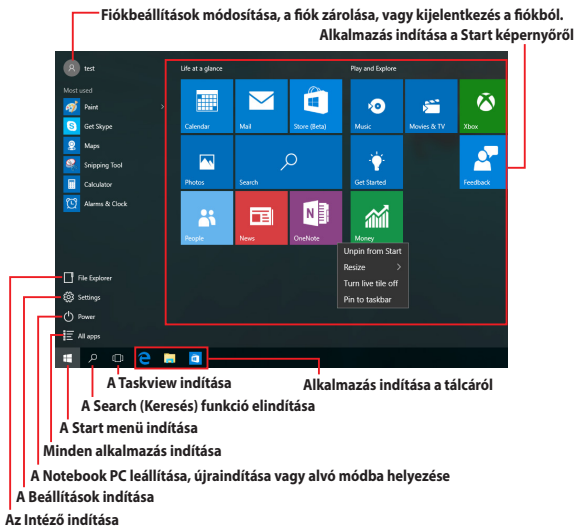 Fiókbeállítások módosítása, a fiók zárolása, vagy kijelentkezés a fiókból.
Alkalmazás indítása a Start képernyőről
test
Life at a glance
Play and Explore
Most used
Paint
Get Skype
Maps
Snipping Tool
Calculator
Alarms & Clock
Calendar
Mail
Store (Beta)
Music
Movies & TV
Xbox
Photos
Search
Get Started
Feedback
People
News
OneNote
Money
Unpin from Start
Resize
Turn live tile off
Pin to taskbar
File Explorer
Settings
Power
All apps
A Taskview indítása
Alkalmazás indítása a tálcáról
A Search (Keresés) funkció elindítása
A Start menü indítása
Minden alkalmazás indítása
A Notebook PC leállítása, újraindítása vagy alvó módba helyezése
A Beállítások indítása
Az Intéző indítása